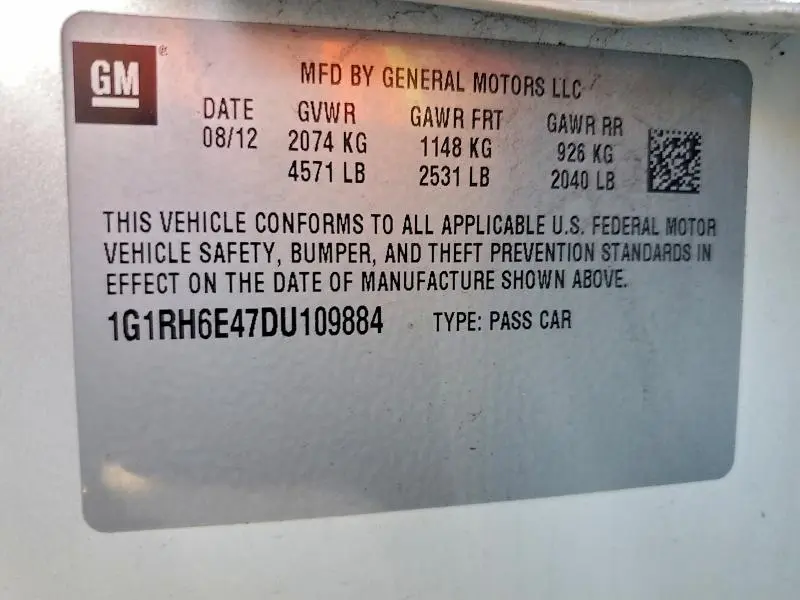 GM®
MFD BY GENERAL MOTORS LLC
DATE GVWR GAWR FRT GAWR RR
08/12 2074 KG 1148 KG 926 KG
4571 LB 2531 LB 2040 LB
THIS VEHICLE CONFORMS TO ALL APPLICABLE U.S. FEDERAL MOTOR
VEHICLE SAFETY, BUMPER, AND THEFT PREVENTION STANDARDS IN
EFFECT ON THE DATE OF MANUFACTURE SHOWN ABOVE.
1G1RH6E47DU109884 TYPE: PASS CAR